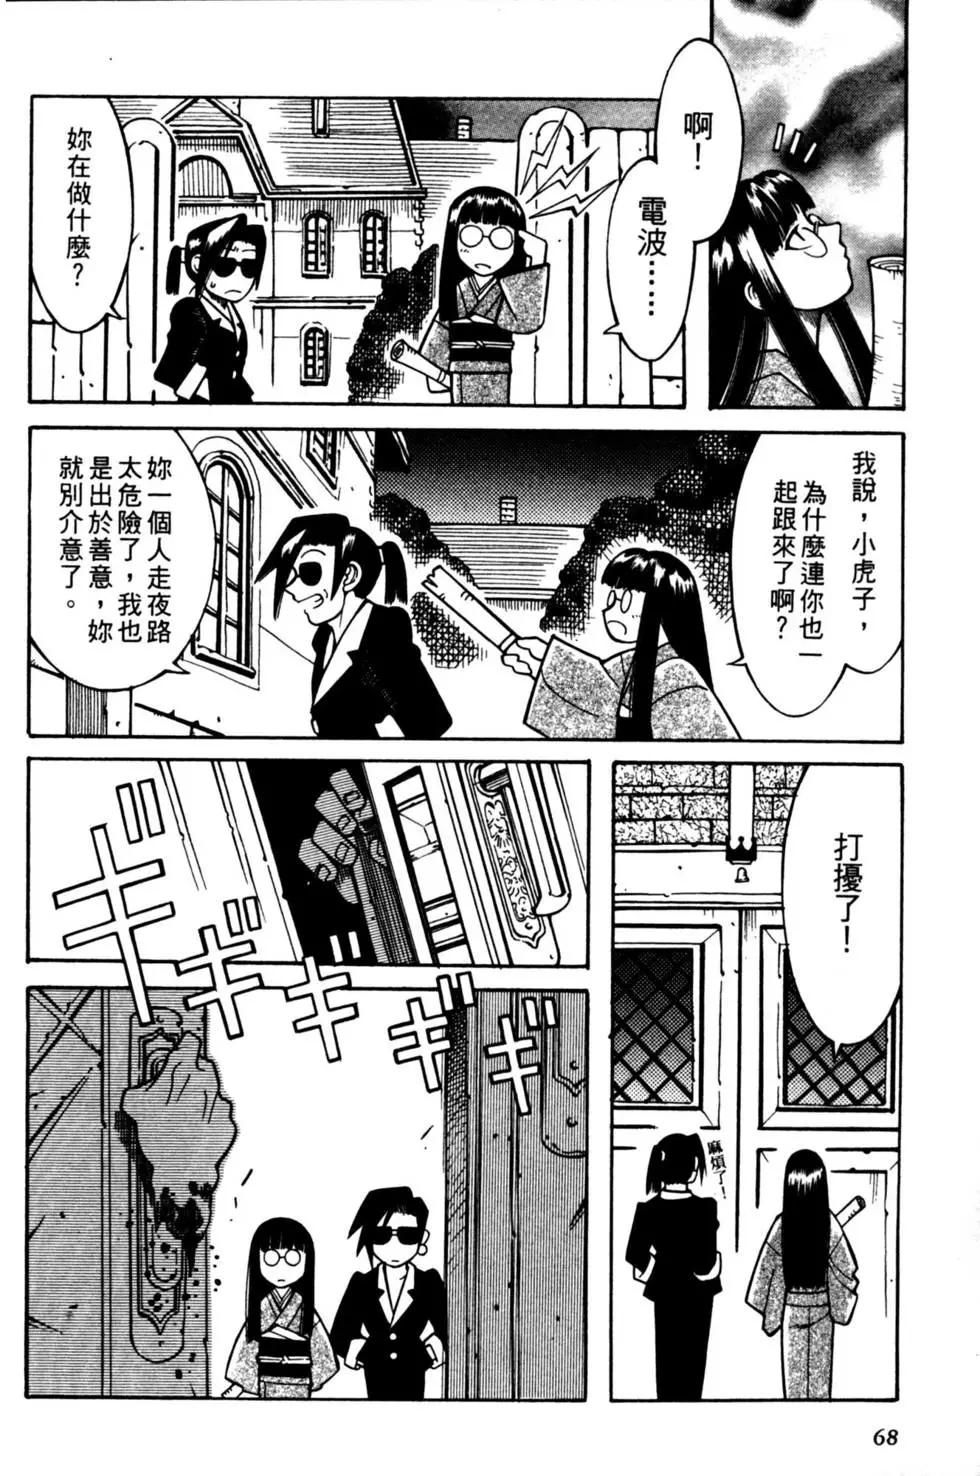 啊！
電波……
妳在做什麼？
我說，小虎子，
為什麼連你也一
起跟來了啊？
妳一個人走夜路
太危險了，我也
是出於善意，妳
就別介意了。
打擾了！
麻煩了！
ギギギギギ
68